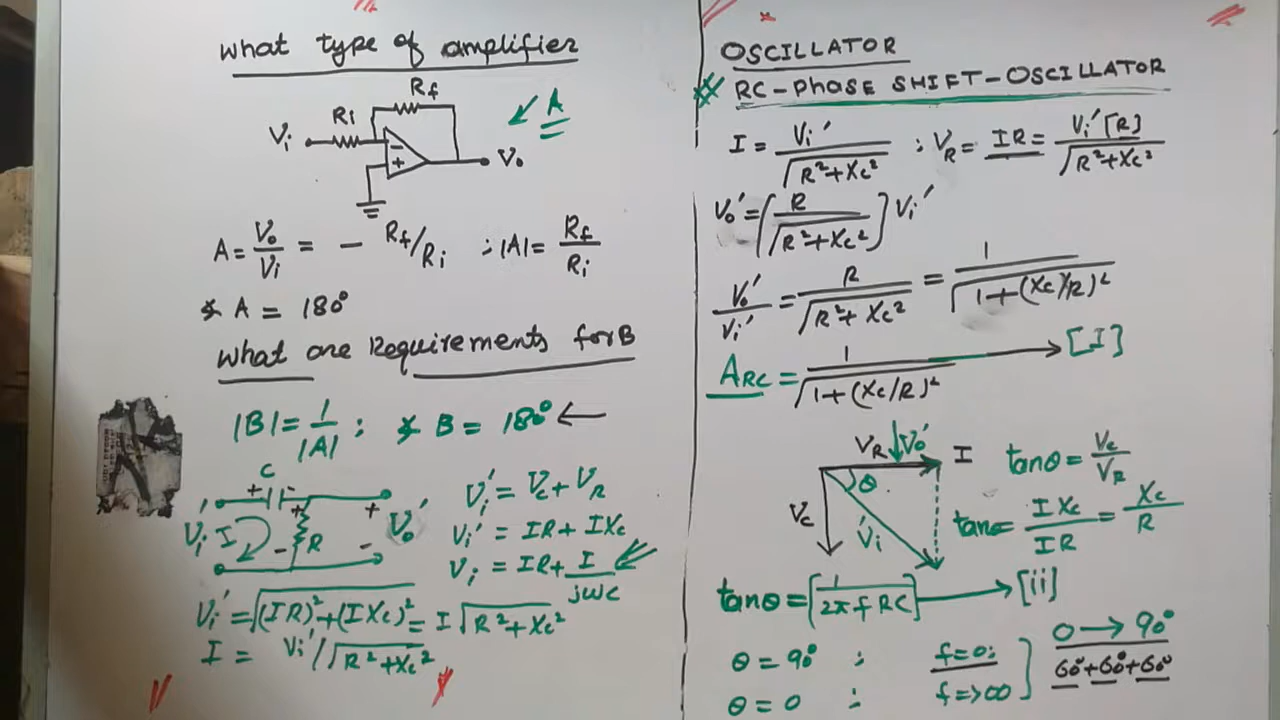 What type of amplifier
Rf
Ri
A
Vi
-
+
Vo
A = Vo/Vi = - Rf/Ri ; |A| = Rf/Ri
* A = 180°
What are Requirements for B
|B| = 1/|A| ; * B = 180° ←
C
+ -
+ +
Vi' I R Vo'
- -
Vi' = Vc + VR
Vi' = IR + IXc
Vi = IR + I/jωc
Vi' = √(IR)²+(IXc)² = I√R²+Xc²
I = Vi'/√R²+Xc²
OSCILLATOR
RC-Phase SHIFT-OSCILLATOR
I = Vi'/√R²+Xc² ; VR = IR = Vi'[R]/√R²+Xc²
Vo' = [R/√R²+Xc²] Vi'
Vo'/Vi' = R/√R²+Xc² = 1/√1+(Xc/R)²
ARC = 1/√1+(Xc/R)² → [I]
VR Vo' I
θ
Vc
Vi'
tanθ = Vc/VR
tanθ = IXc/IR = Xc/R
tanθ = [1/2πfRC] → [ii]
θ = 90° ; f=0;
θ = 0 : f=>∞
0 → 90°
60°+60°+60°